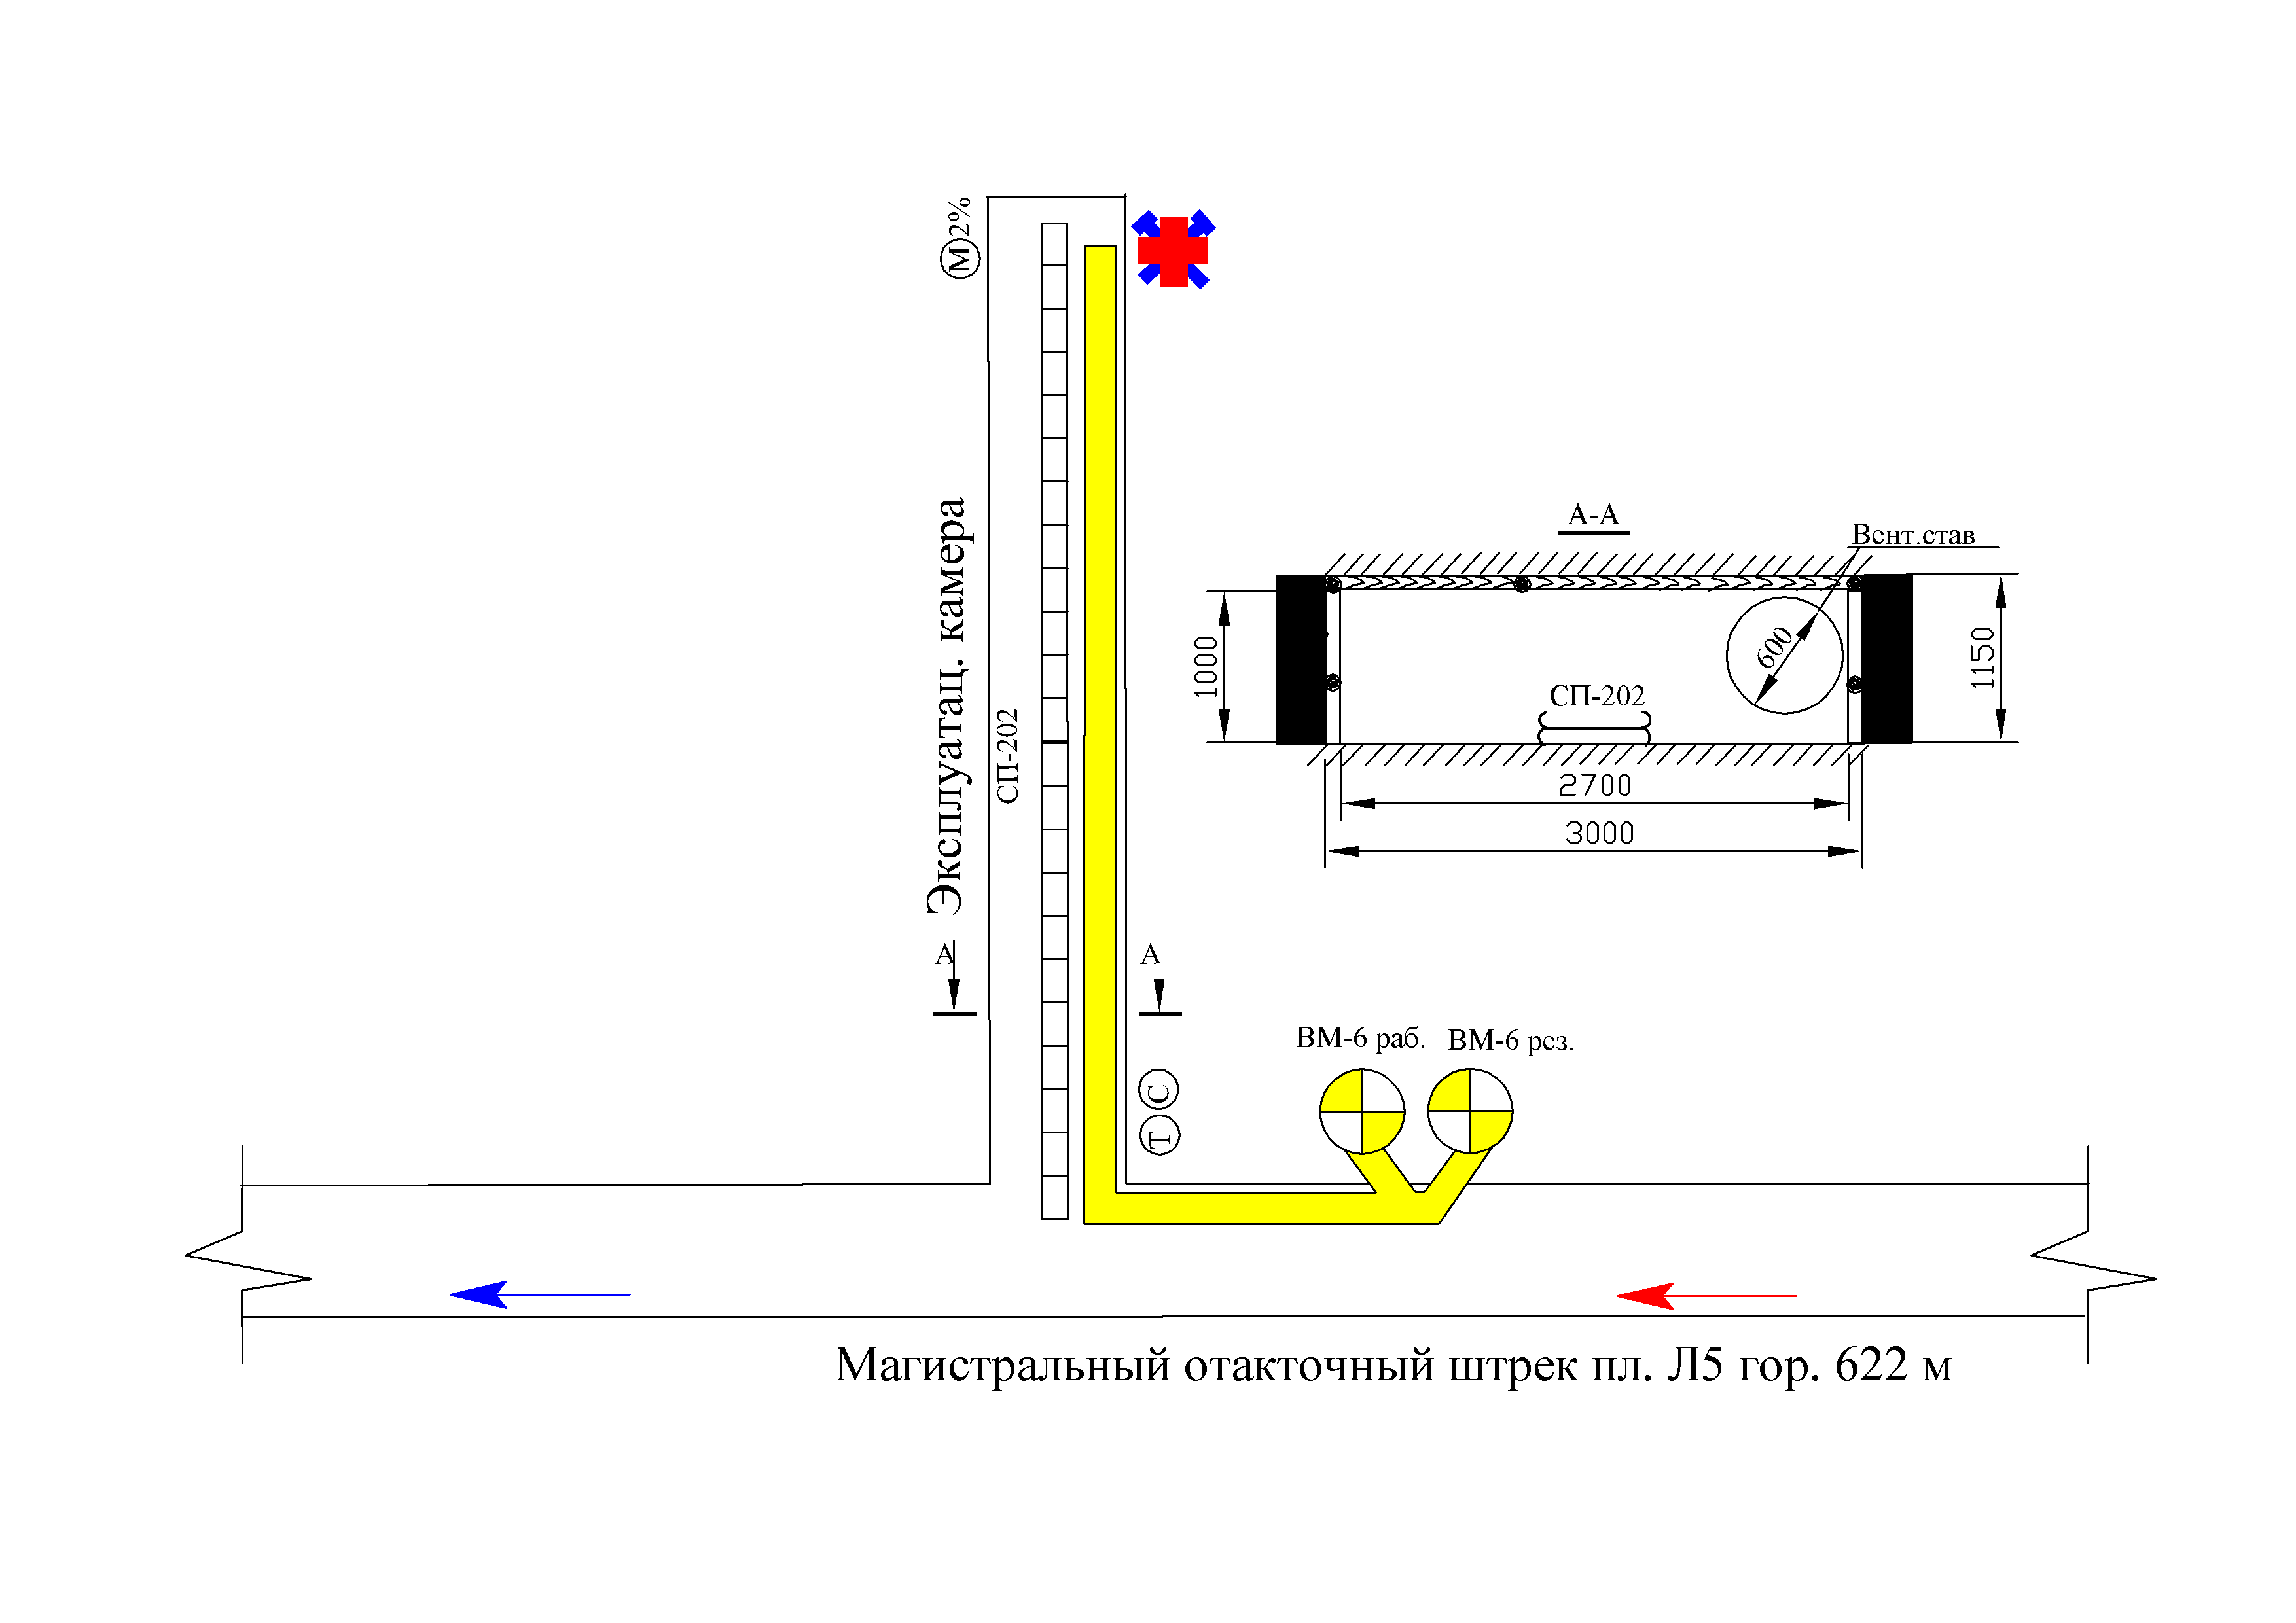 М 2%
Эксплуатац. камера
СП-202
А-А
Вент.став
1000
600
1150
СП-202
2700
3000
А
А
ВМ-6 раб.
ВМ-6 рез.
С
Т
Магистральный отакточный штрек пл. Л5 гор. 622 м